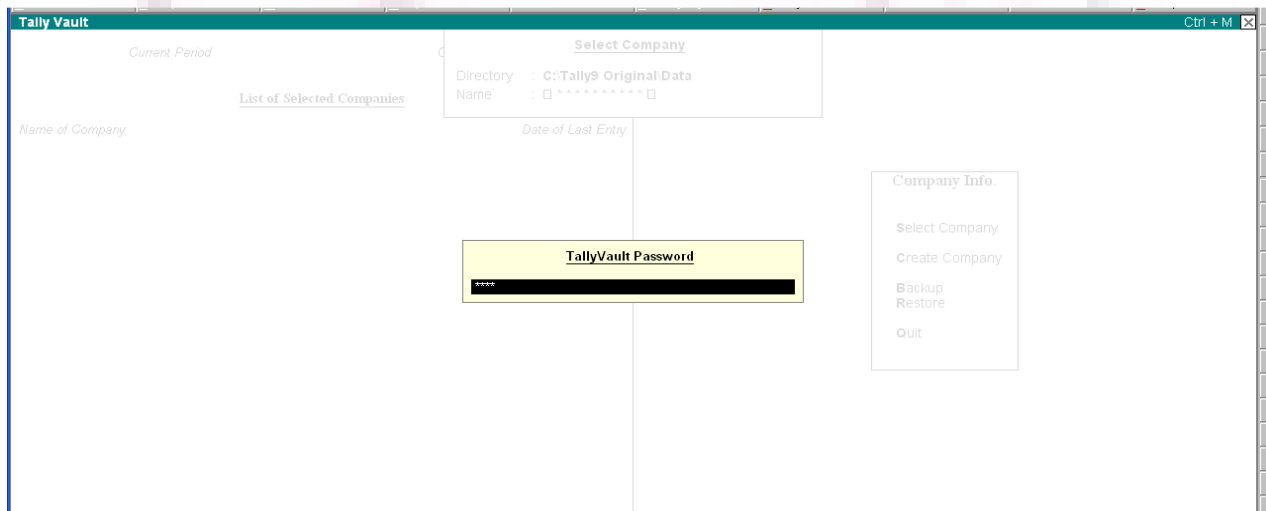 Tally Vault Ctrl + M
Current Period
Select Company
Directory : C:\Tally9 Original\Data
Name : * * * * * * * * * *
List of Selected Companies
Name of Company Date of Last Entry
Company Info.
Select Company
Create Company
Backup
Restore
Quit
TallyVault Password
****